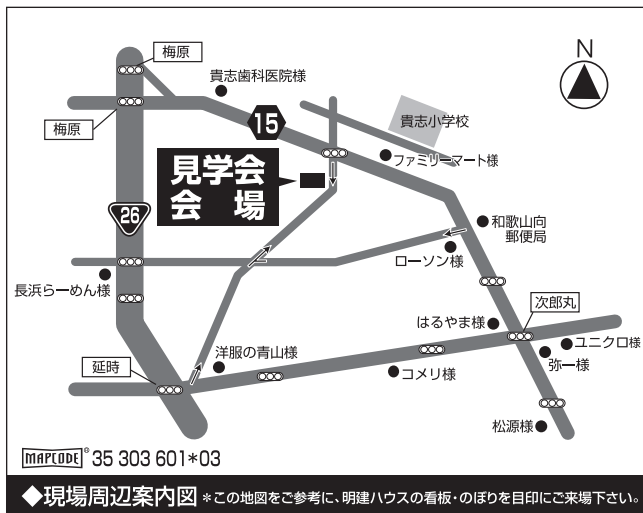 梅原
貴志歯科医院様
N
梅原
15
貴志小学校
ファミリーマート様
見学会
会場
26
和歌山向
郵便局
ローソン様
長浜らーめん様
次郎丸
はるやま様
ユニクロ様
洋服の青山様
弥一様
延時
コメリ様
松源様
MAPCODE® 35 303 601*03
◆現場周辺案内図 *この地図をご参考に、明建ハウスの看板・のぼりを目印にご来場下さい。